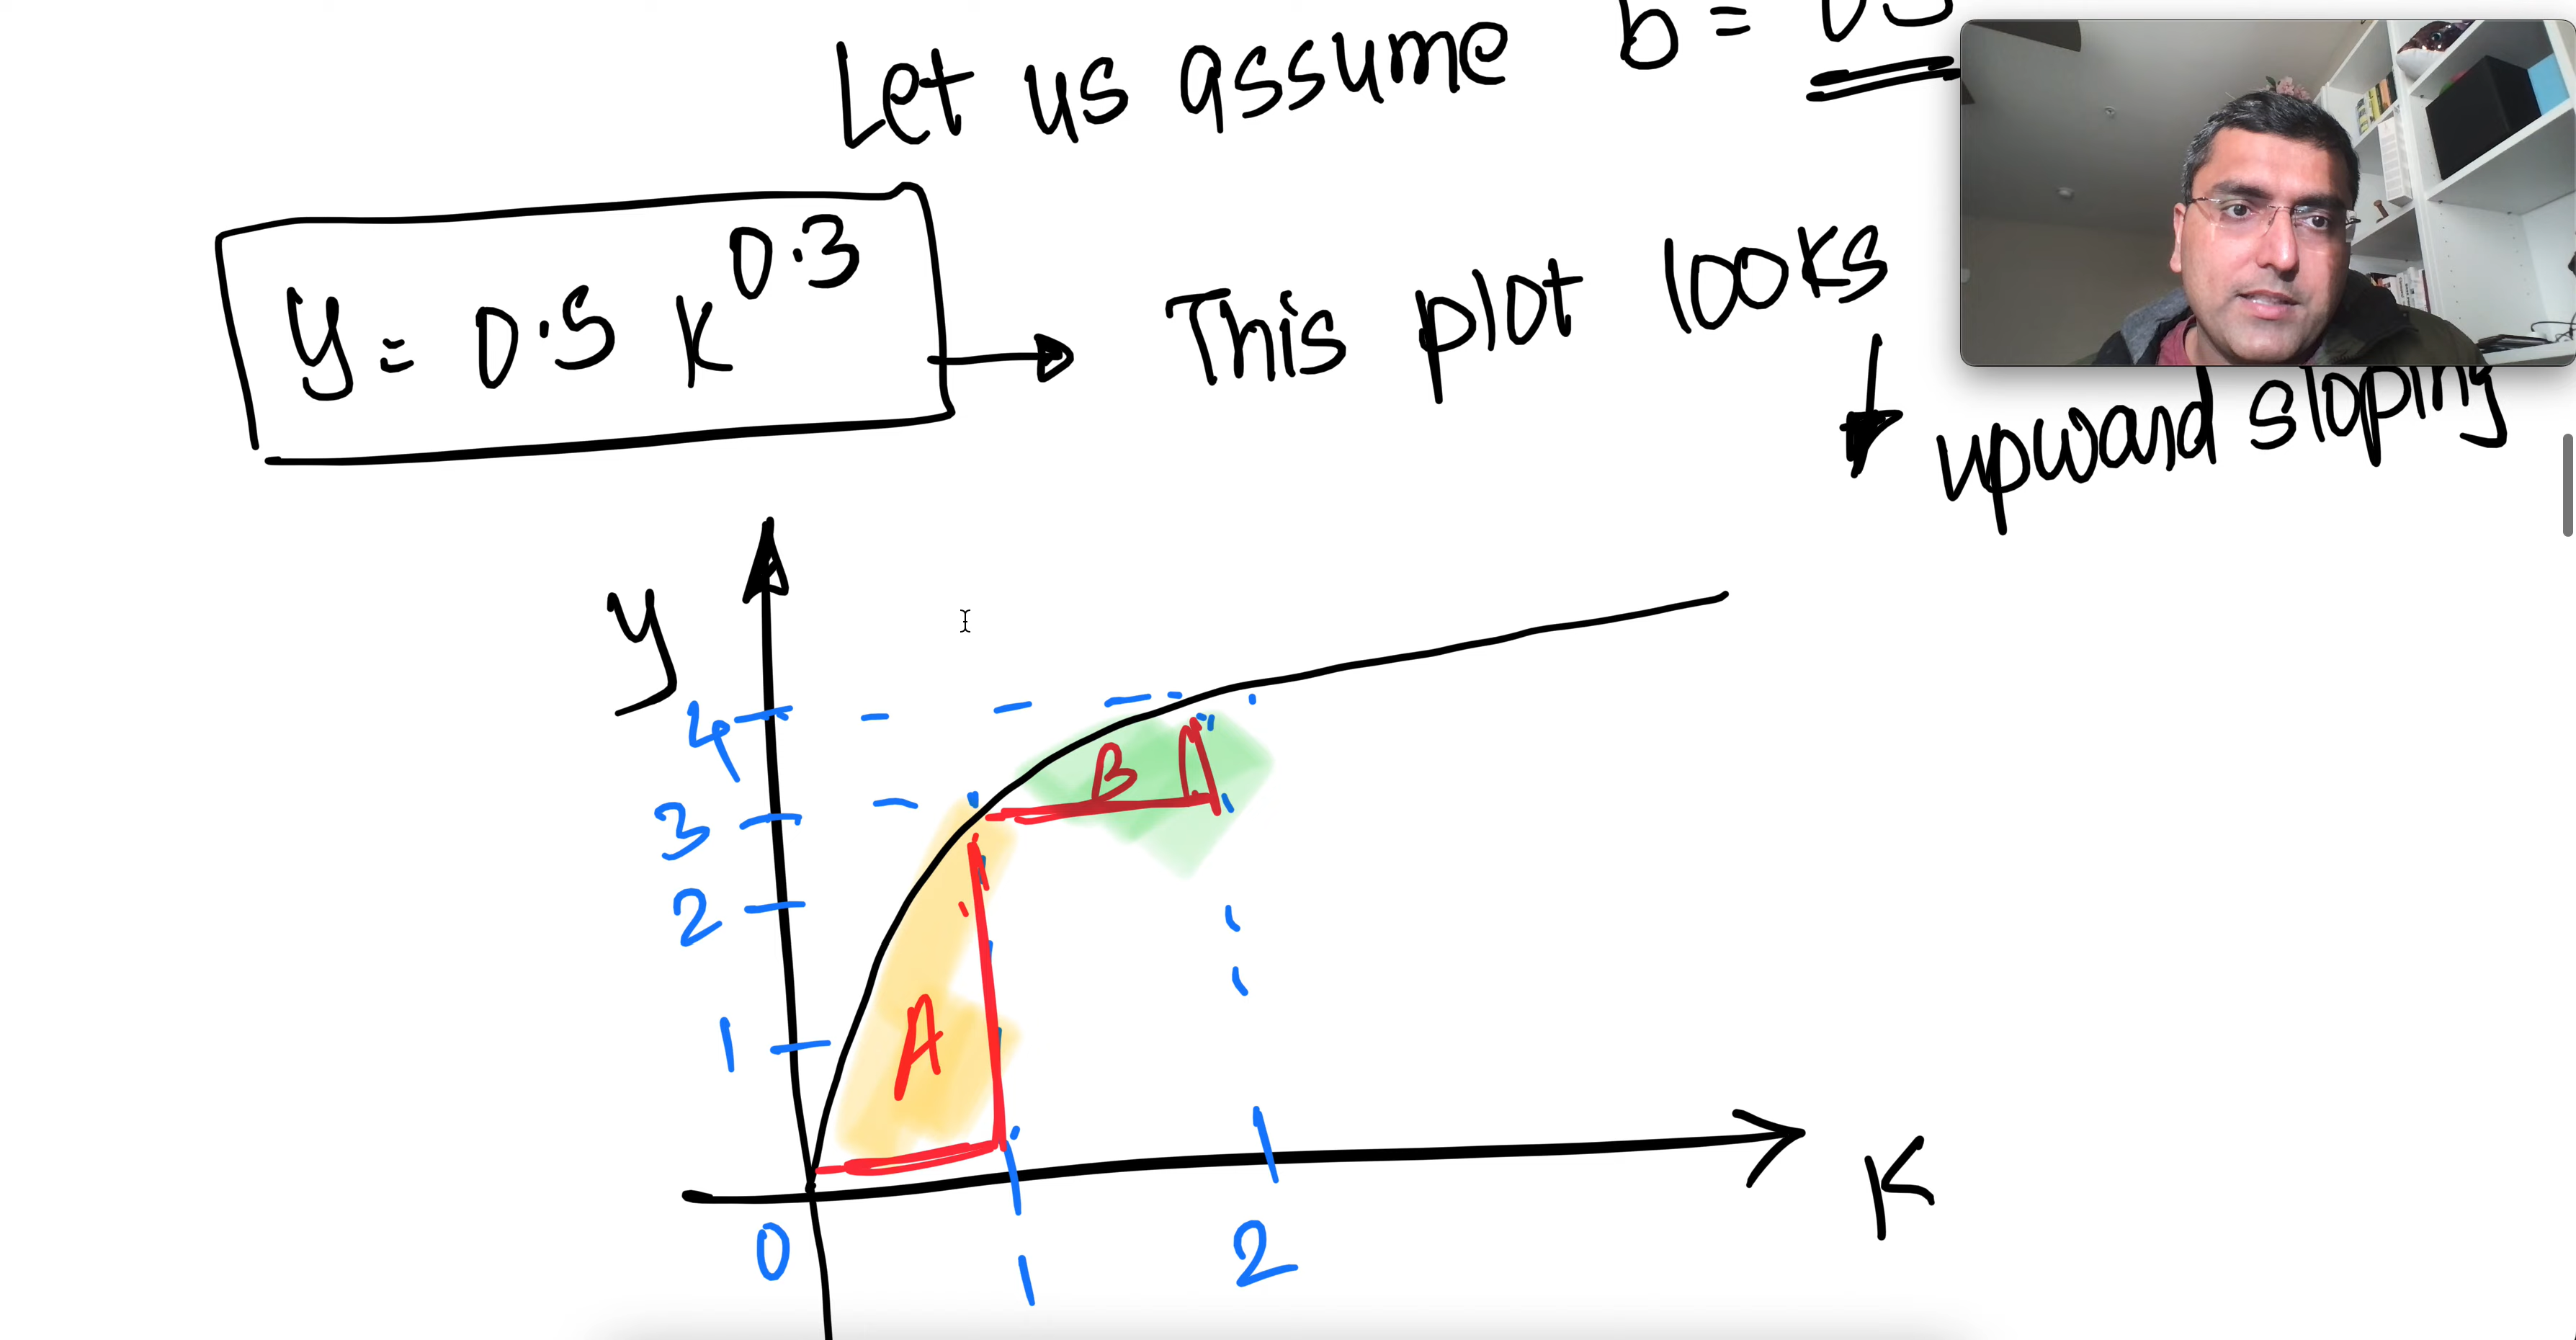 Let us assume b =
y = 0.5 K^0.3 → This plot looks
upward sloping
y
4
3
B
2
A
1
K
0
1
2